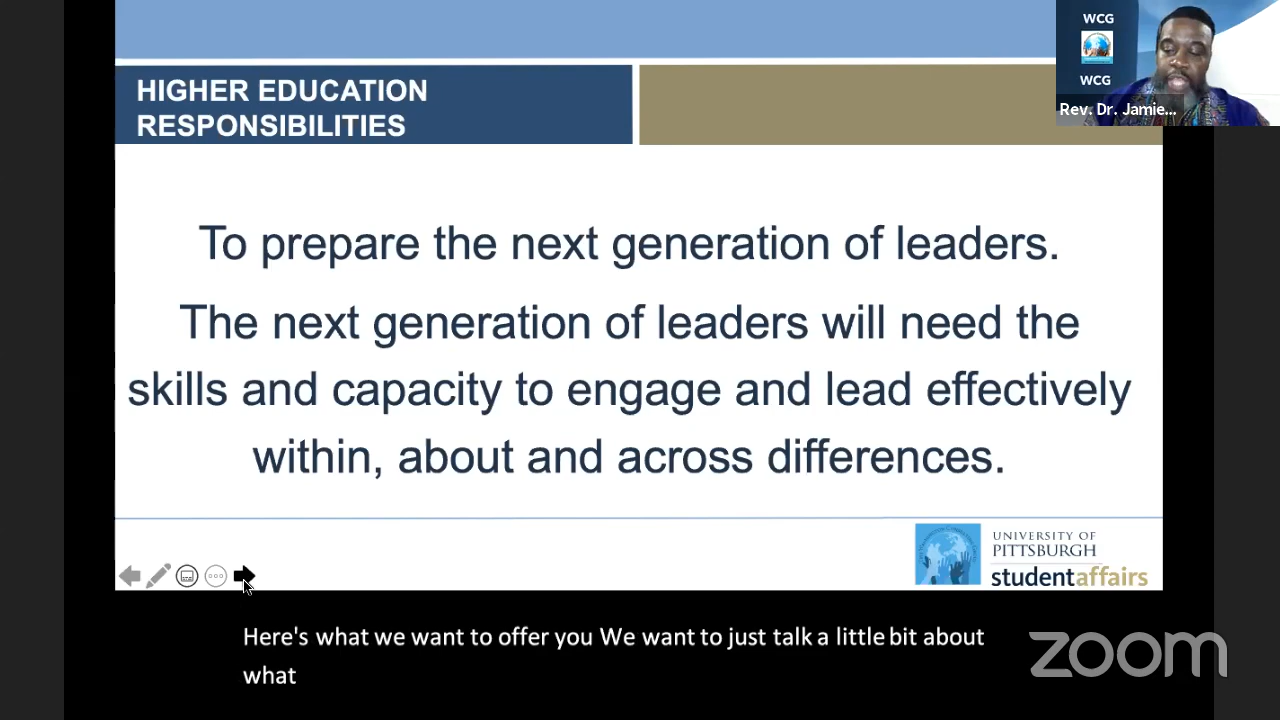 WCG
WCG
Rev. Dr. Jamie...
HIGHER EDUCATION
RESPONSIBILITIES
To prepare the next generation of leaders.
The next generation of leaders will need the
skills and capacity to engage and lead effectively
within, about and across differences.
UNIVERSITY OF
PITTSBURGH
studentaffairs
Here's what we want to offer you We want to just talk a little bit about
what
zoom